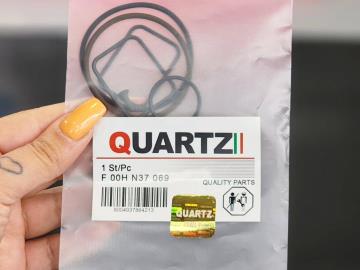 QUARTZ
1 St/Pc
F 00H N37 069
QUALITY PARTS
QUARTZ